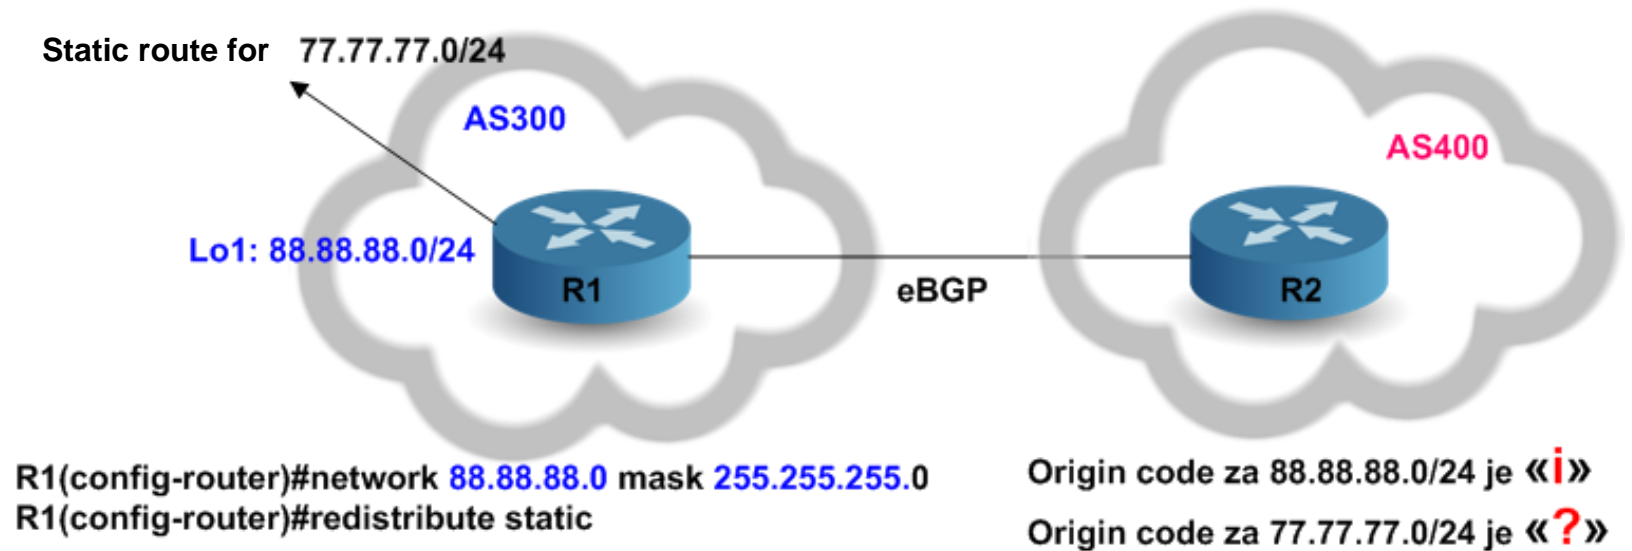 Static route for 77.77.77.0/24
AS300
AS400
Lo1: 88.88.88.0/24
R1
eBGP
R2
R1(config-router)#network 88.88.88.0 mask 255.255.255.0
R1(config-router)#redistribute static
Origin code za 88.88.88.0/24 je «i»
Origin code za 77.77.77.0/24 je «?»